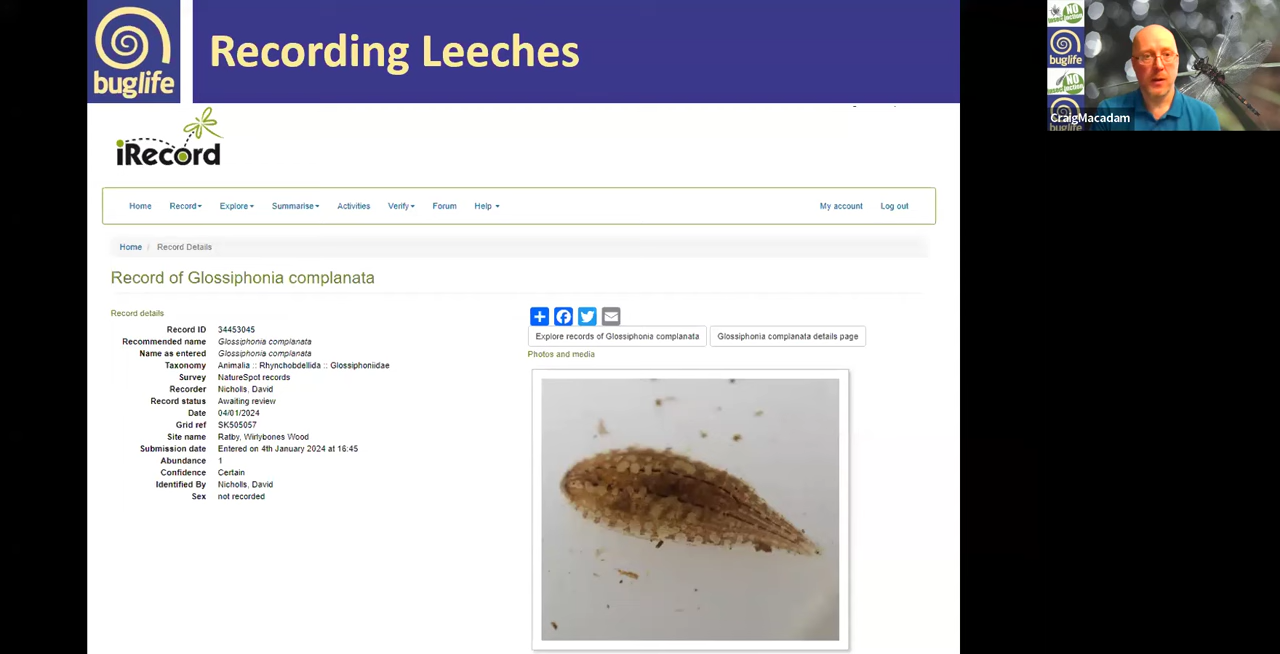 buglife
Recording Leeches
iRecord
Home Record Explore Summarise Activities Verify Forum Help My account Log out
Home / Record Details
Record of Glossiphonia complanata
Record details
Record ID 34453045
Recommended name Glossiphonia complanata
Name as entered Glossiphonia complanata
Taxonomy Animalia :: Rhynchobdellida :: Glossiphoniidae
Survey NatureSpot records
Recorder Nicholls, David
Record status Awaiting review
Date 04/01/2024
Grid ref SK505057
Site name Ratby, Wirlybones Wood
Submission date Entered on 4th January 2024 at 16:45
Abundance 1
Confidence Certain
Identified By Nicholls, David
Sex not recorded
Explore records of Glossiphonia complanata Glossiphonia complanata details page
Photos and media
NO
buglife
NO
CraigMacadam
buglife